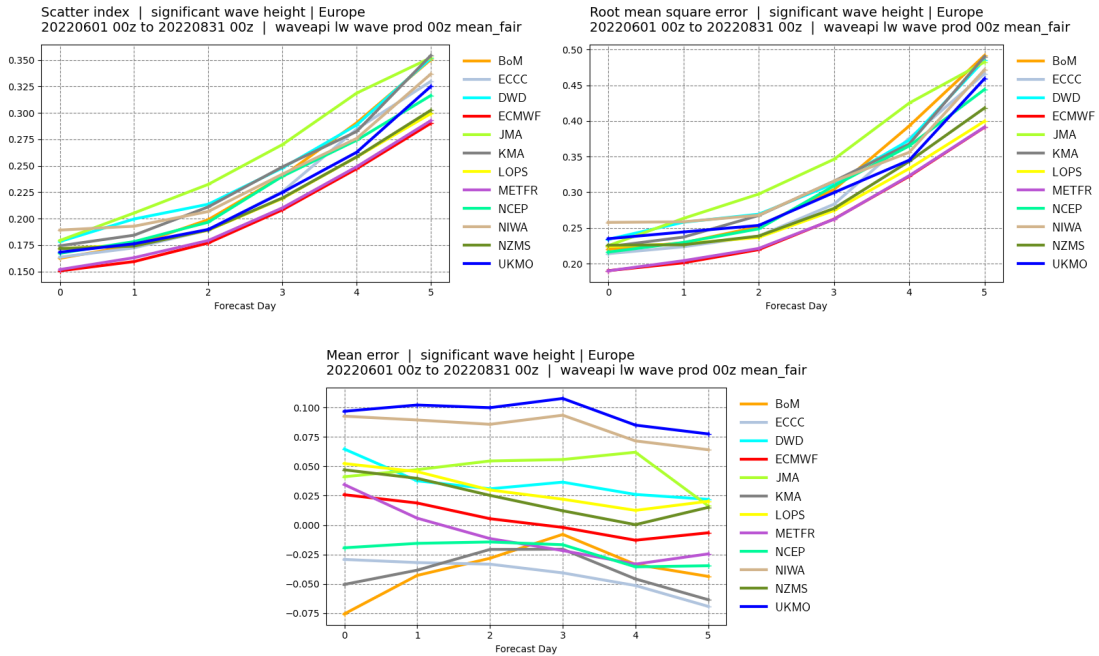 Scatter index | significant wave height | Europe
20220601 00z to 20220831 00z | waveapi lw wave prod 00z mean_fair
0.350
0.325
0.300
0.275
0.250
0.225
0.200
0.175
0.150
0 1 2 3 4 5
Forecast Day
BoM
ECCC
DWD
ECMWF
JMA
KMA
LOPS
METFR
NCEP
NIWA
NZMS
UKMO
Root mean square error | significant wave height | Europe
20220601 00z to 20220831 00z | waveapi lw wave prod 00z mean_fair
0.50
0.45
0.40
0.35
0.30
0.25
0.20
0 1 2 3 4 5
Forecast Day
BoM
ECCC
DWD
ECMWF
JMA
KMA
LOPS
METFR
NCEP
NIWA
NZMS
UKMO
Mean error | significant wave height | Europe
20220601 00z to 20220831 00z | waveapi lw wave prod 00z mean_fair
0.100
0.075
0.050
0.025
0.000
−0.025
−0.050
−0.075
0 1 2 3 4 5
Forecast Day
BoM
ECCC
DWD
ECMWF
JMA
KMA
LOPS
METFR
NCEP
NIWA
NZMS
UKMO